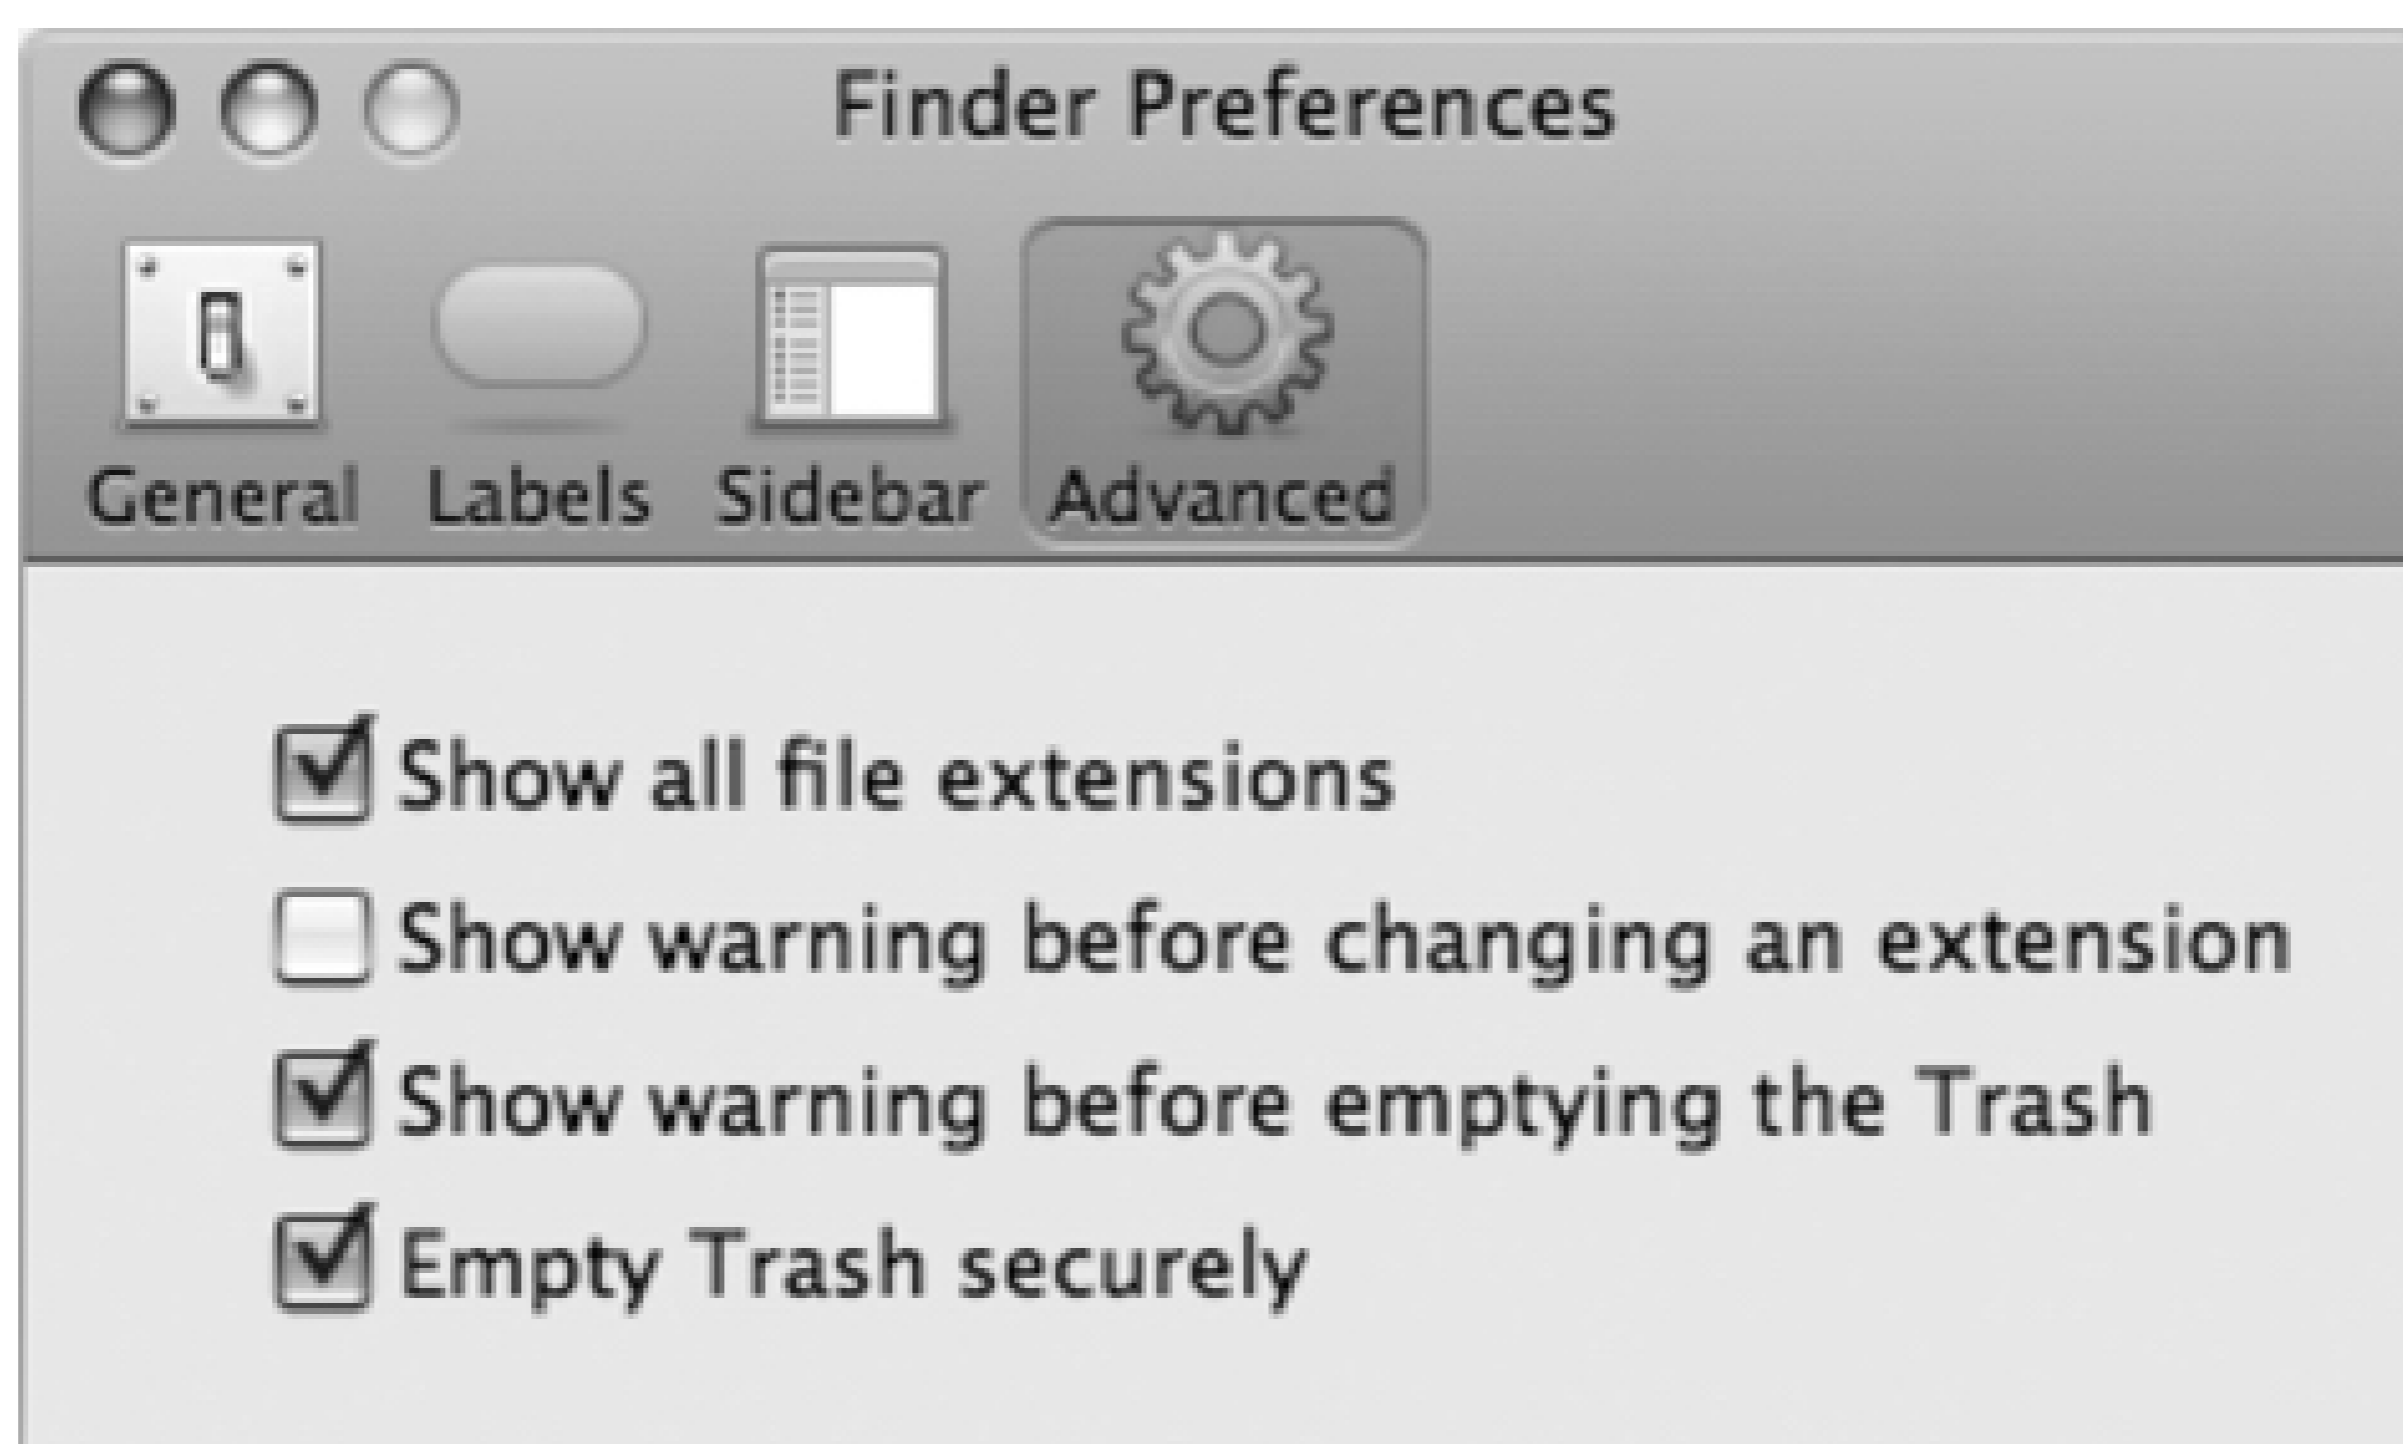 Finder Preferences
General Labels Sidebar Advanced
Show all file extensions
Show warning before changing an extension
Show warning before emptying the Trash
Empty Trash securely